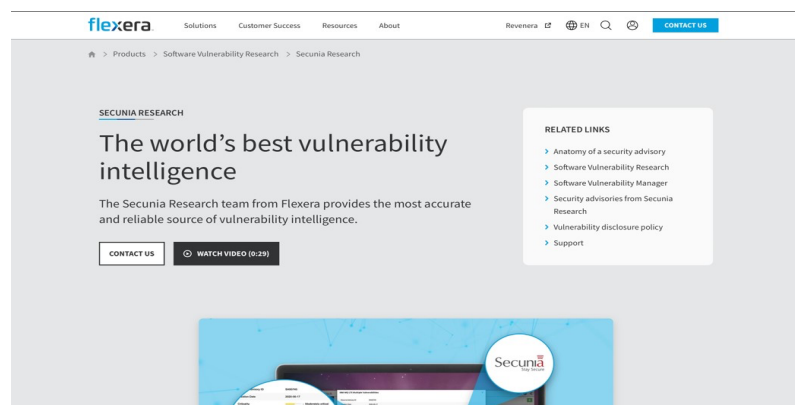 flexera
Solutions Customer Success Resources About
Revenera EN CONTACT US
> Products > Software Vulnerability Research > Secunia Research
SECUNIA RESEARCH
The world's best vulnerability
intelligence
The Secunia Research team from Flexera provides the most accurate
and reliable source of vulnerability intelligence.
CONTACT US WATCH VIDEO (0:29)
RELATED LINKS
Anatomy of a security advisory
Software Vulnerability Research
Software Vulnerability Manager
Security advisories from Secunia
Research
Vulnerability disclosure policy
Support
Secunia
Stay Secure